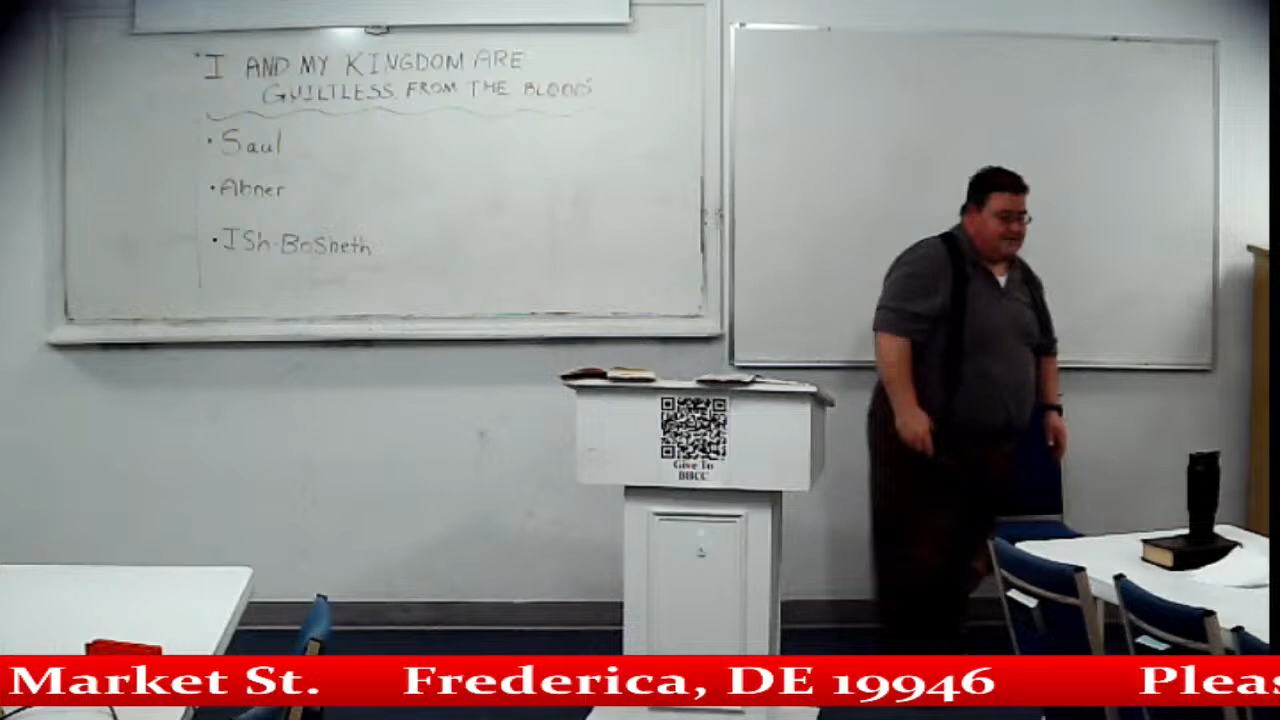 "I AND MY KINGDOM ARE
GUILTLESS FROM THE BLOOD"
• Saul
• Abner
• ISh-BoSheth
Give To
BBCC
Market St. Frederica, DE 19946 Pleas